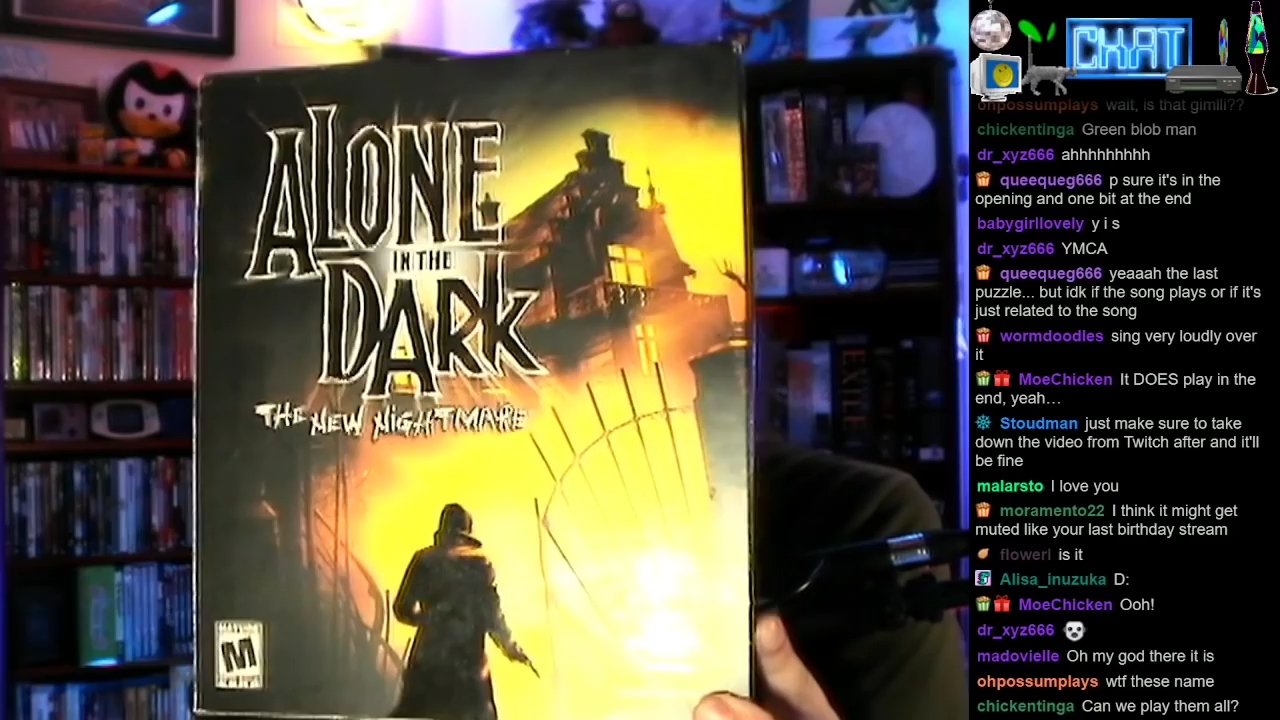 ALONE
IN THE
DARK
THE NEW NIGHTMARE
MATURE
M
EXILE
CHAT
ohpossumplays wait, is that gimlli??
chickentinga Green blob man
dr_xyz666 ahhhhhhhhh
queequeg666 p sure it's in the
opening and one bit at the end
babygirllovely y i s
dr_xyz666 YMCA
queequeg666 yeaaah the last
puzzle... but idk if the song plays or if it's
just related to the song
wormdoodles sing very loudly over
it
MoeChicken It DOES play in the
end, yeah…
Stoudman just make sure to take
down the video from Twitch after and it'll
be fine
malarsto I love you
moramento22 I think it might get
muted like your last birthday stream
flowerl is it
Alisa_inuzuka D:
MoeChicken Ooh!
dr_xyz666
madovielle Oh my god there it is
ohpossumplays wtf these name
chickentinga Can we play them all?